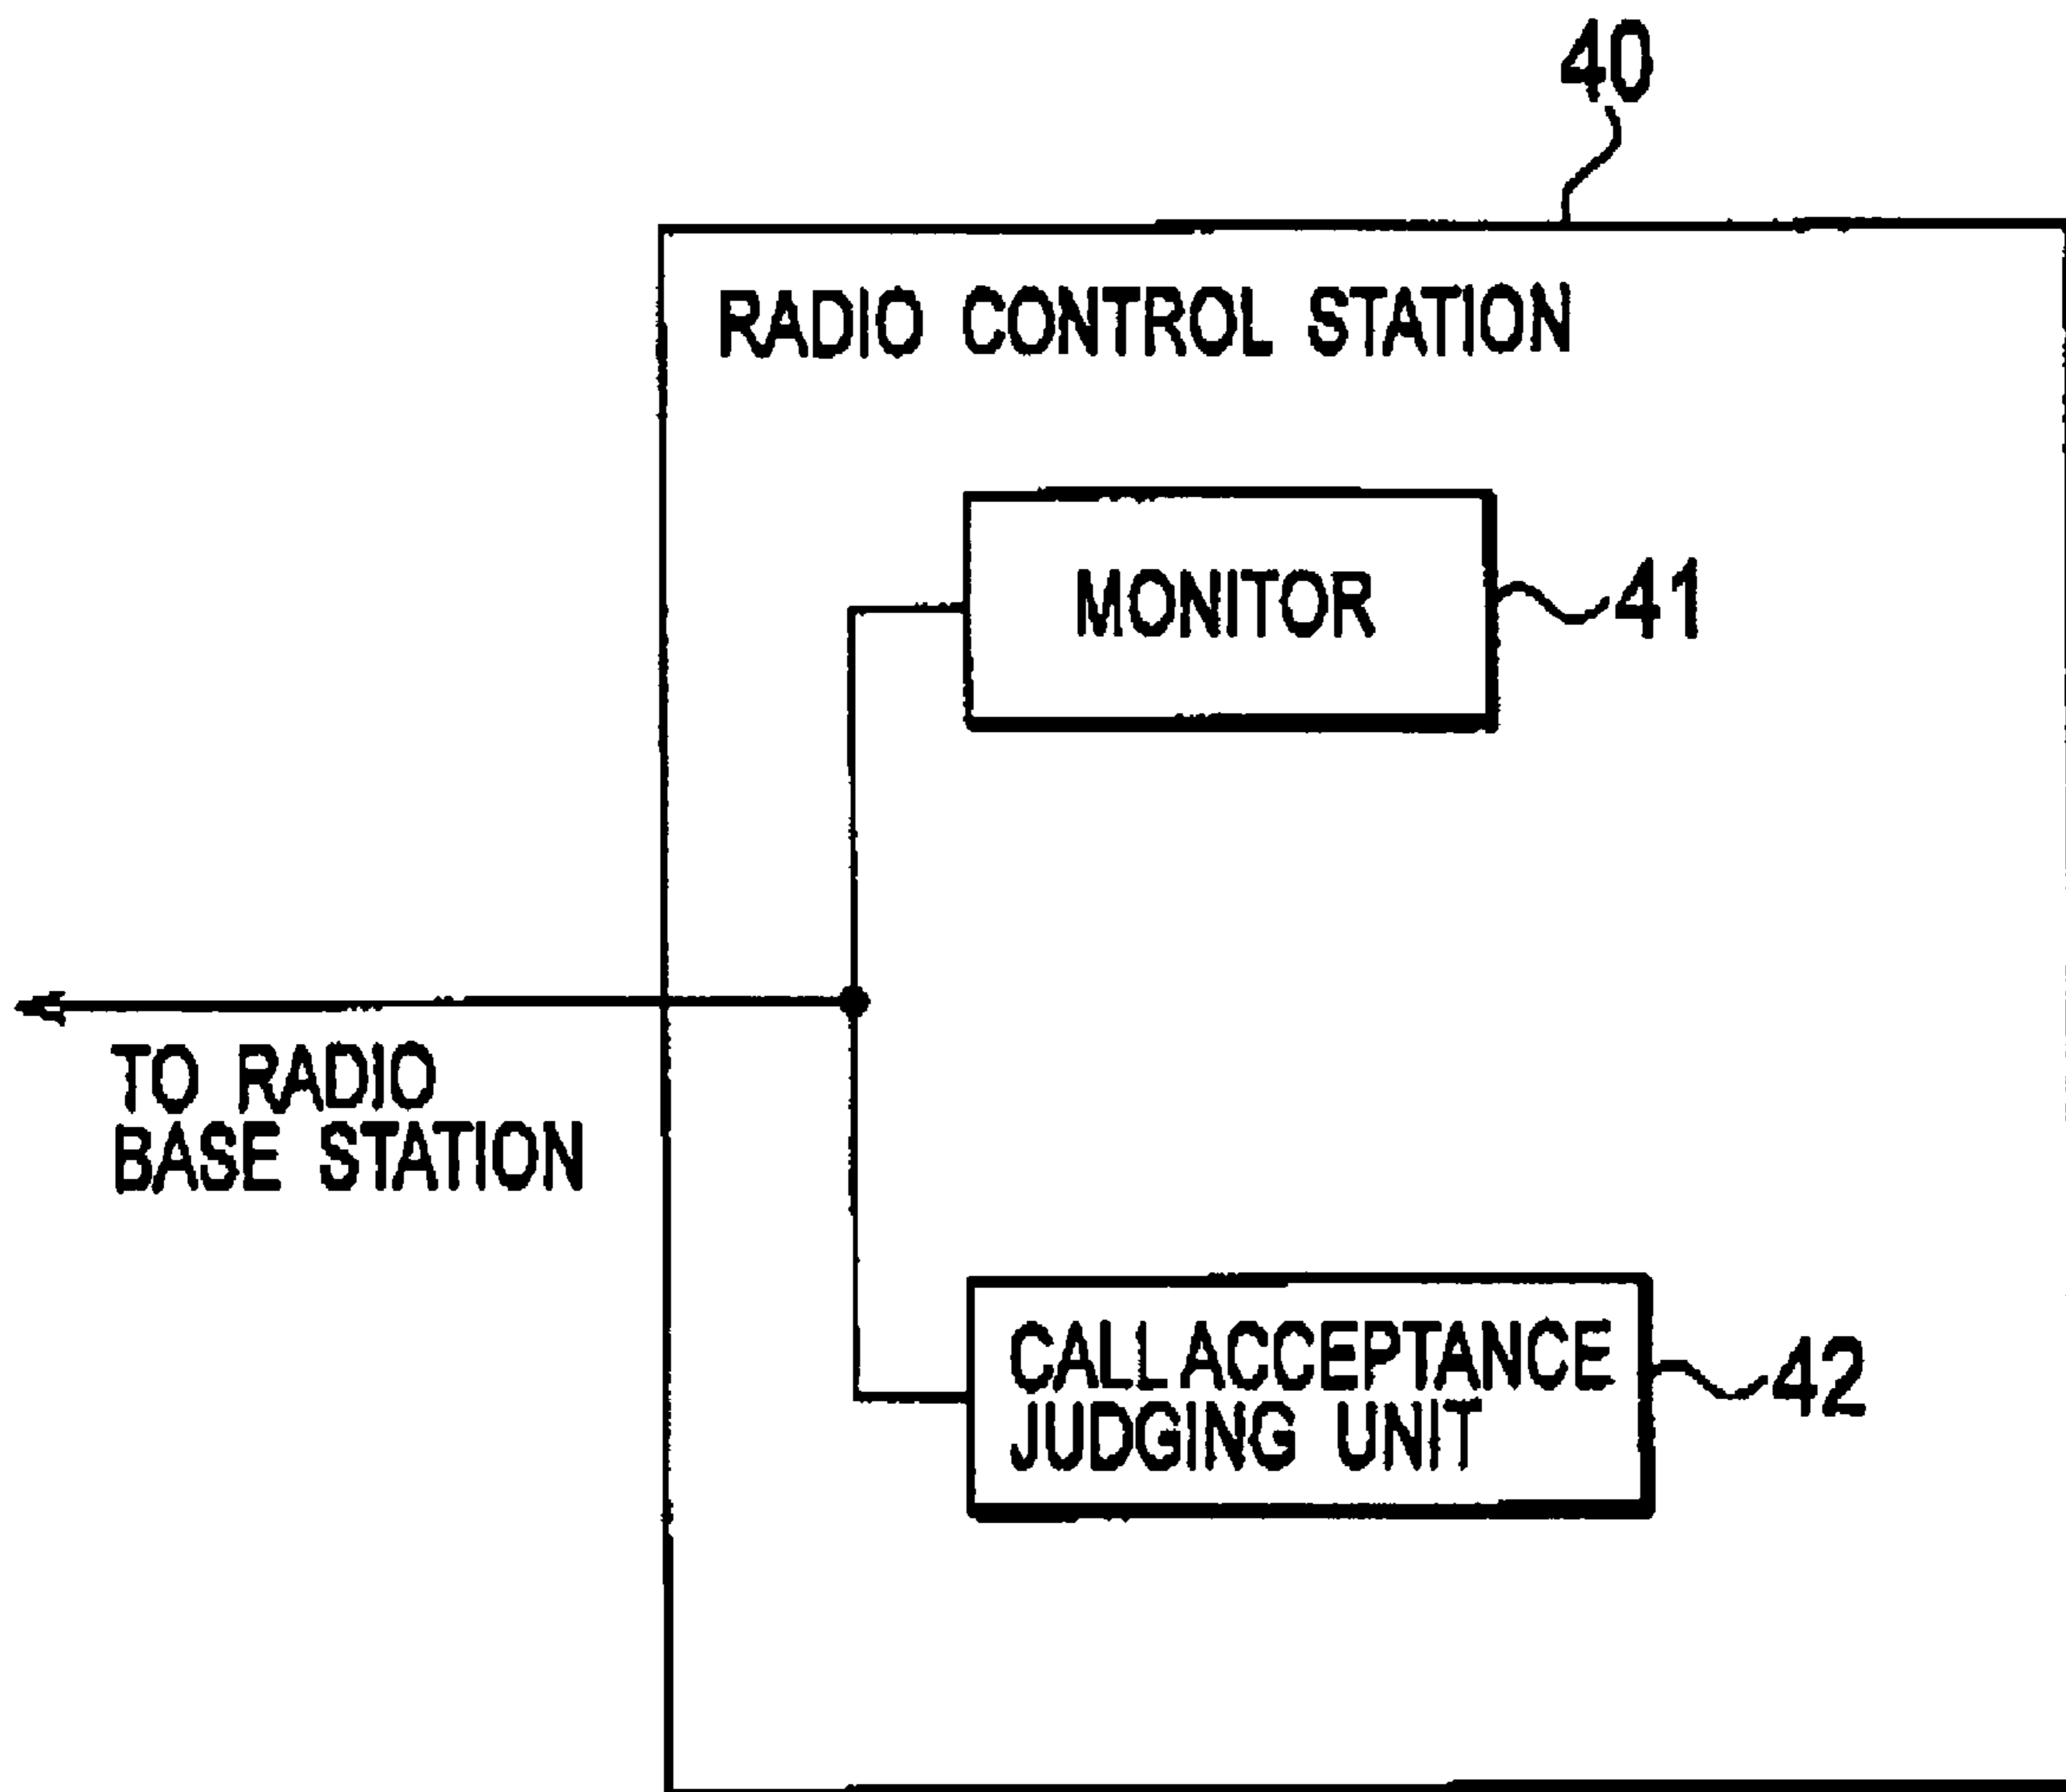 40
RADIO CONTROL STATION
MONITOR
41
TO RADIO
BASE STATION
CALL ACCEPTANCE
JUDGING UNIT
42